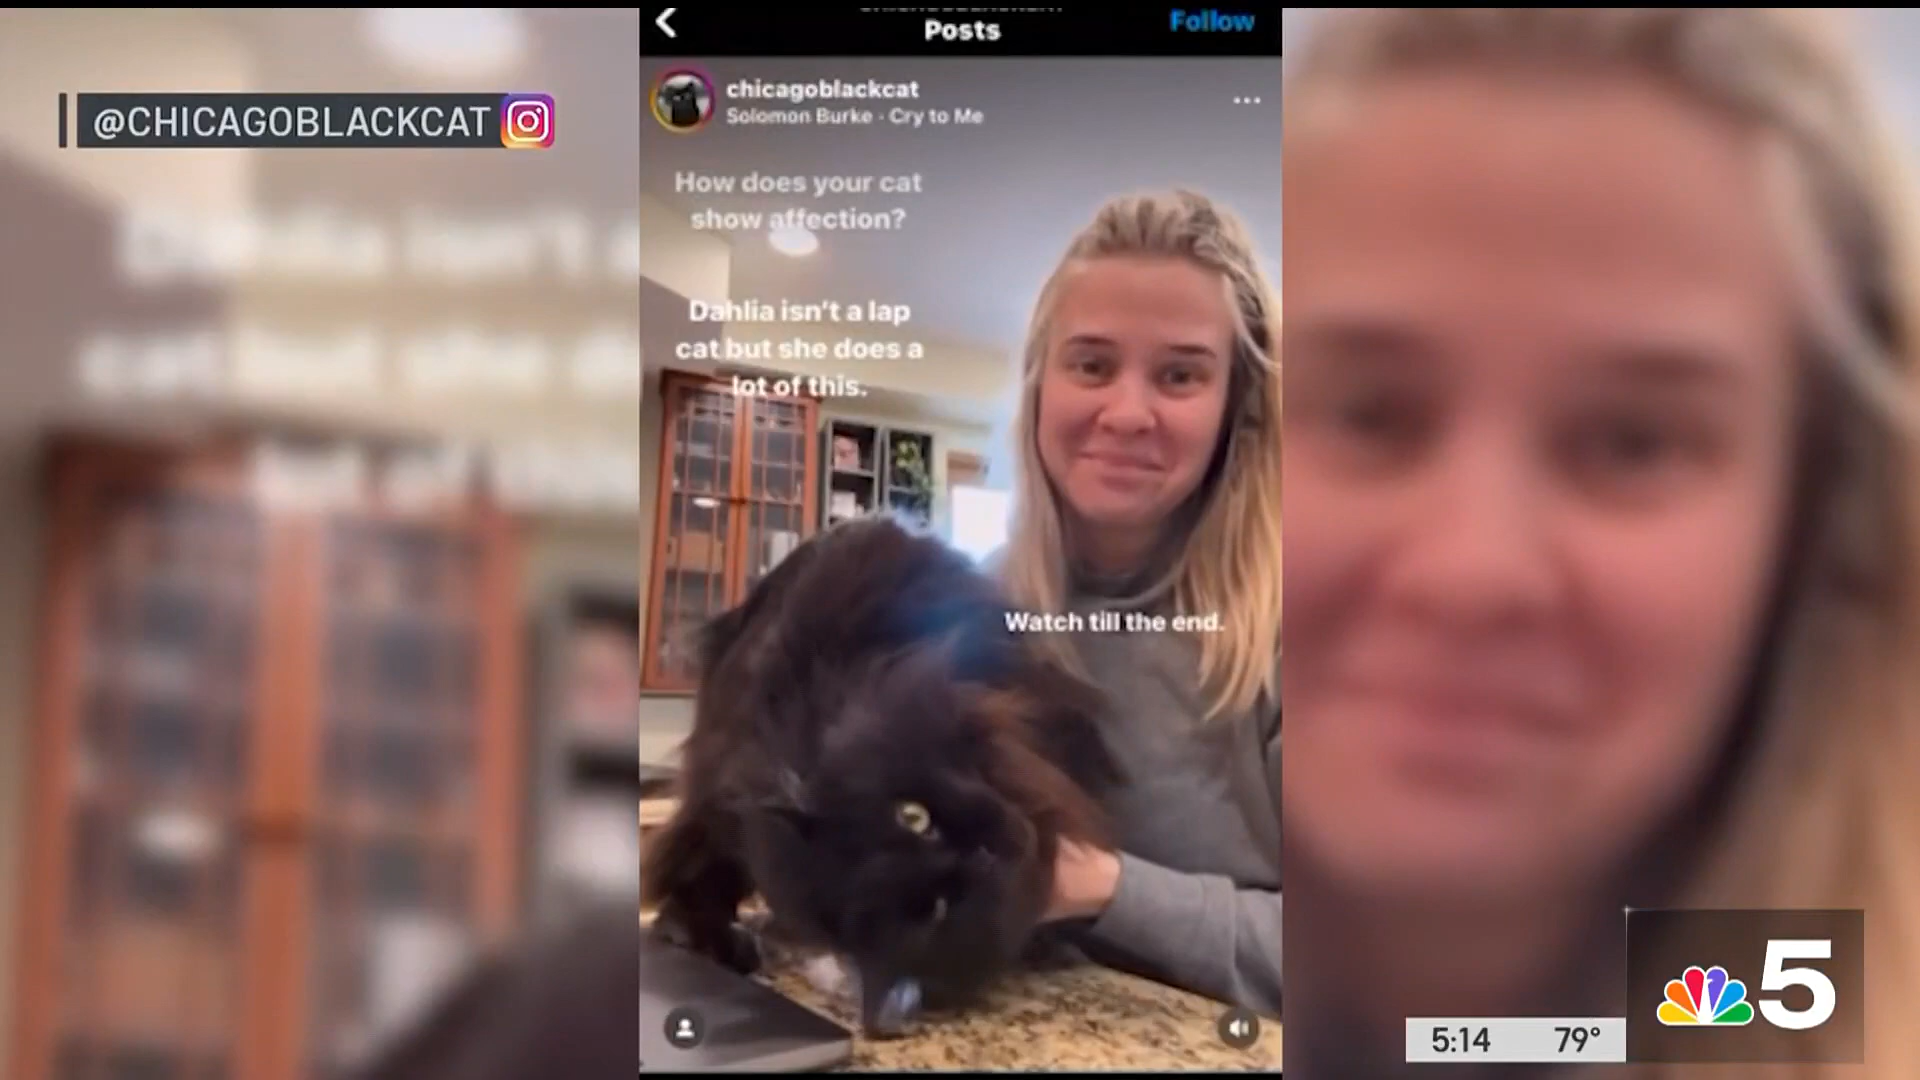 @CHICAGOBLACKCAT
Posts
Follow
chicagoblackcat
Solomon Burke - Cry to Me
How does your cat
show affection?
Dahlia isn't a lap
cat but she does a
lot of this.
Watch till the end.
5:14 79°
5